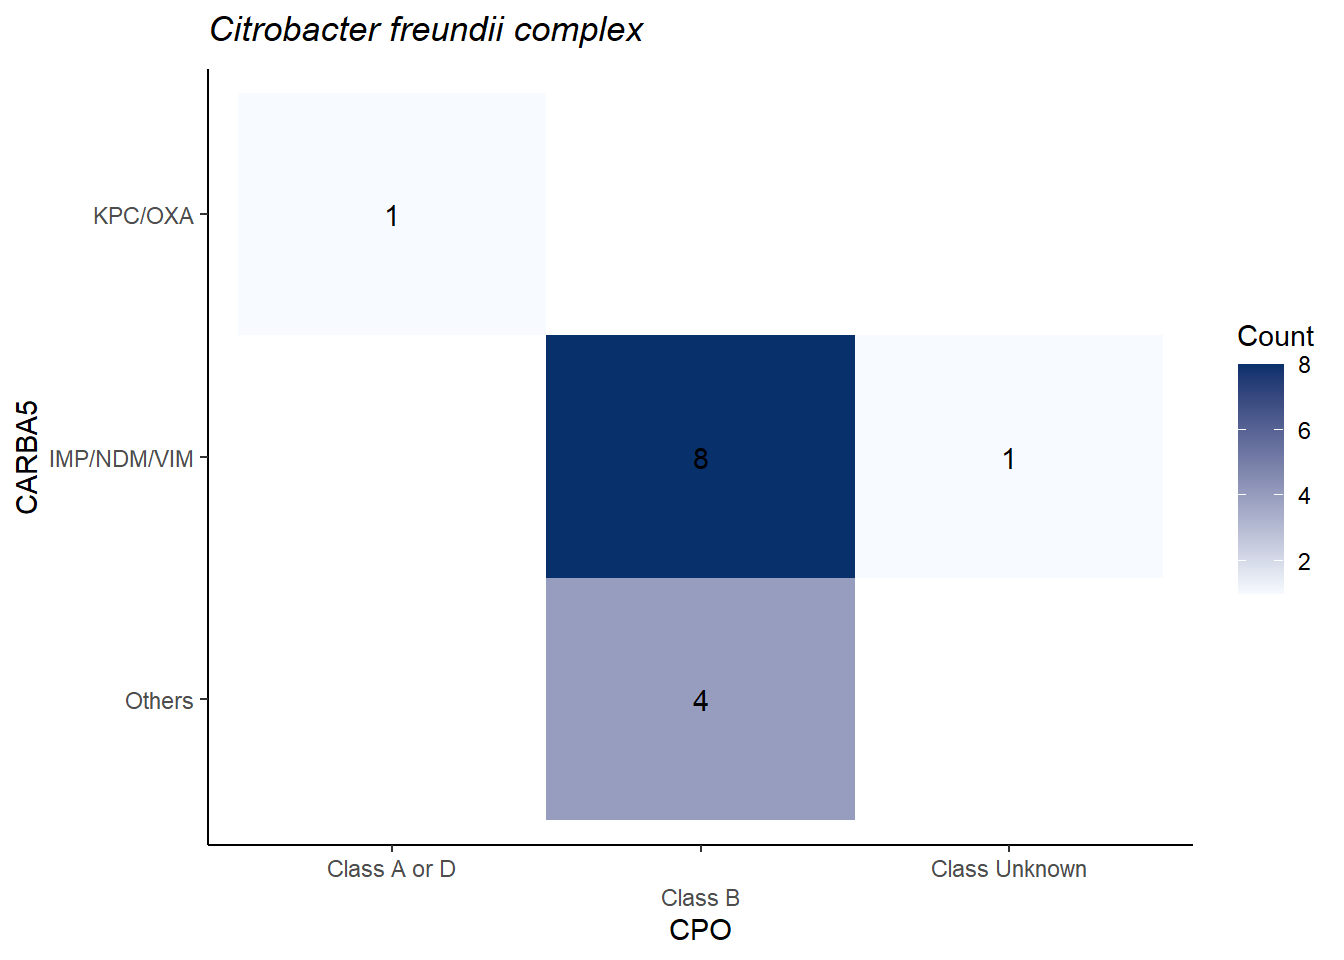 Citrobacter freundii complex
CARBA5
KPC/OXA
IMP/NDM/VIM
Others
1
8
1
4
Class A or D
Class B
Class Unknown
CPO
Count
8
6
4
2